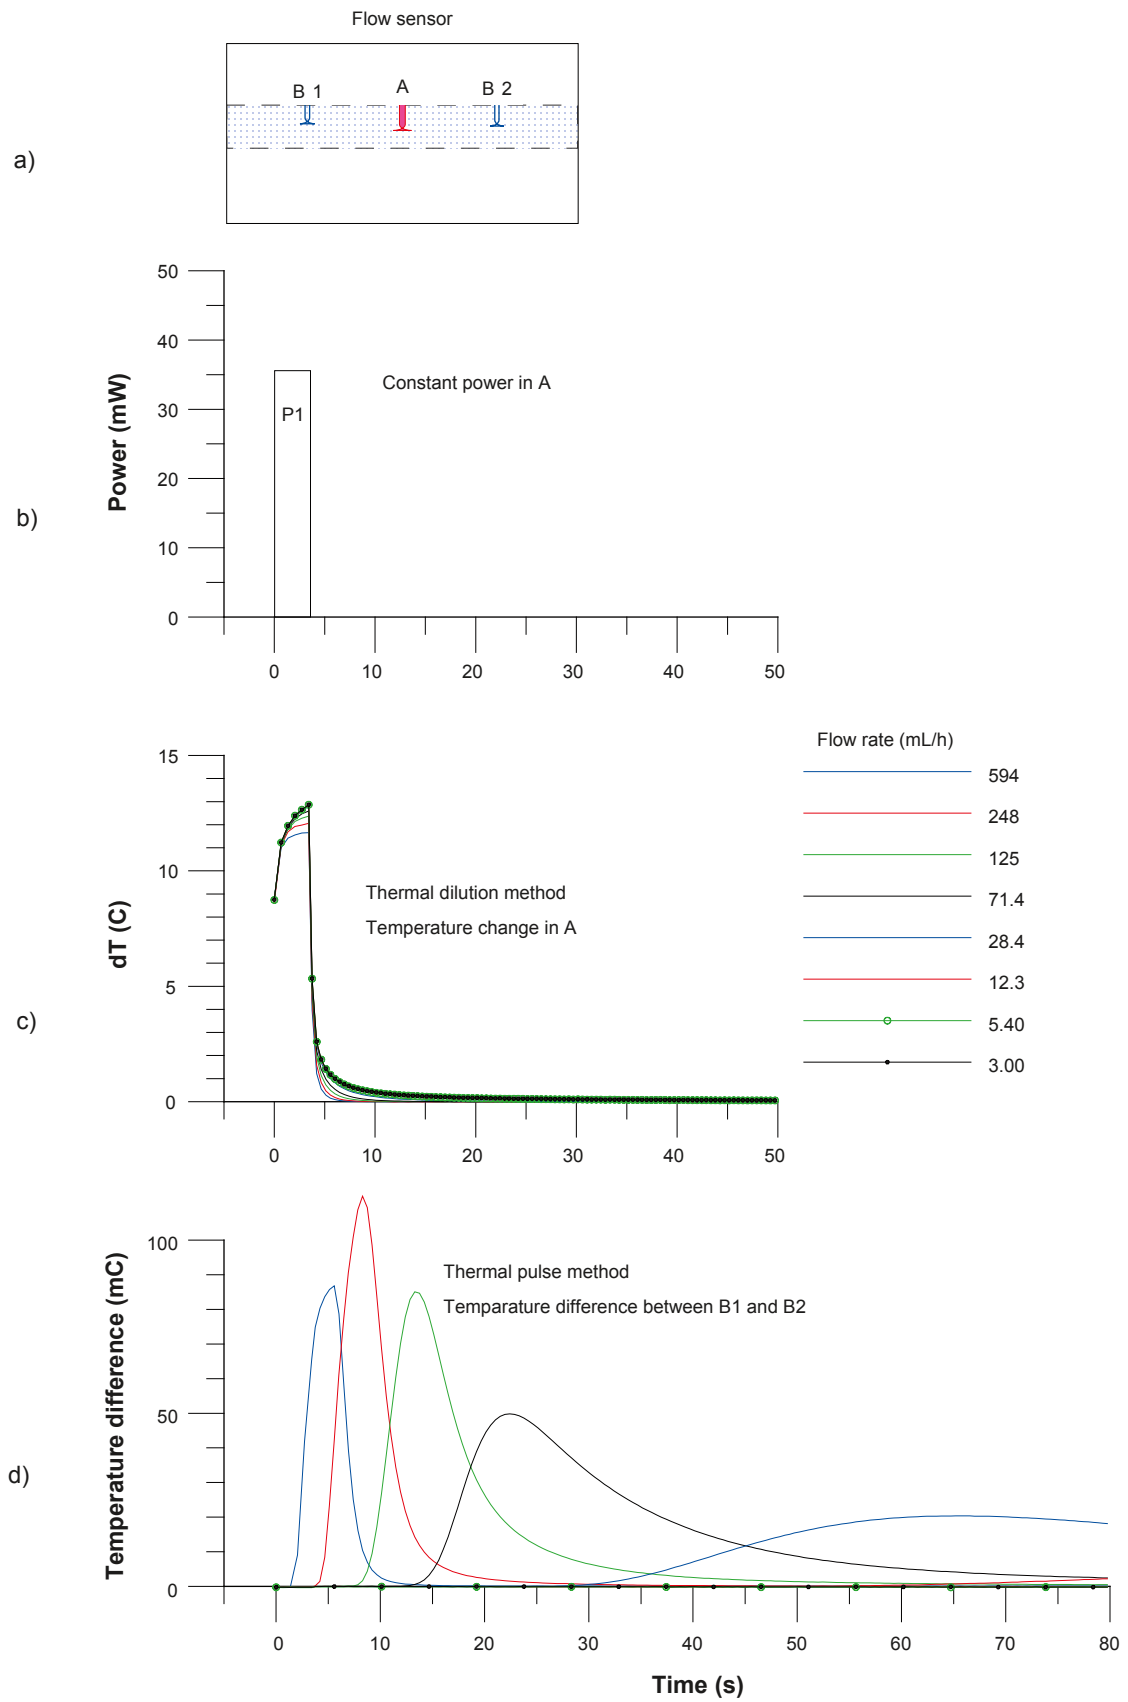 Flow sensor
B 1
A
B 2
a)
50
40
30
20
10
0
Power (mW)
P1
Constant power in A
b)
0
10
20
30
40
50
Flow rate (mL/h)
594
248
125
71.4
28.4
12.3
5.40
3.00
15
10
5
0
dT (C)
Thermal dilution method
Temperature change in A
c)
0
10
20
30
40
50
100
50
0
Temperature difference (mC)
Thermal pulse method
Temparature difference between B1 and B2
d)
0
10
20
30
40
50
60
70
80
Time (s)